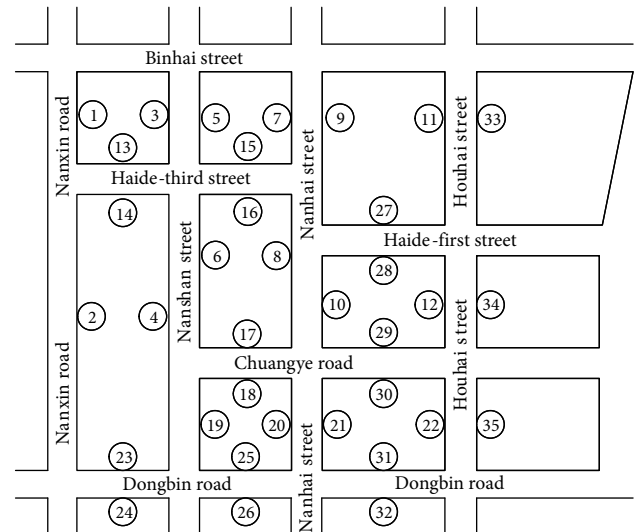 Binhai street
1
3
5
7
9
11
33
13
15
Nanxin road
Nanhai street
Houhai street
Haide-third street
14
16
27
Haide-first street
Nanshan street
6
8
28
2
4
10
12
34
17
29
Chuangye road
Nanxin road
Houhai street
18
30
19
20
21
22
35
23
25
31
Nanhai street
Dongbin road
Dongbin road
24
26
32